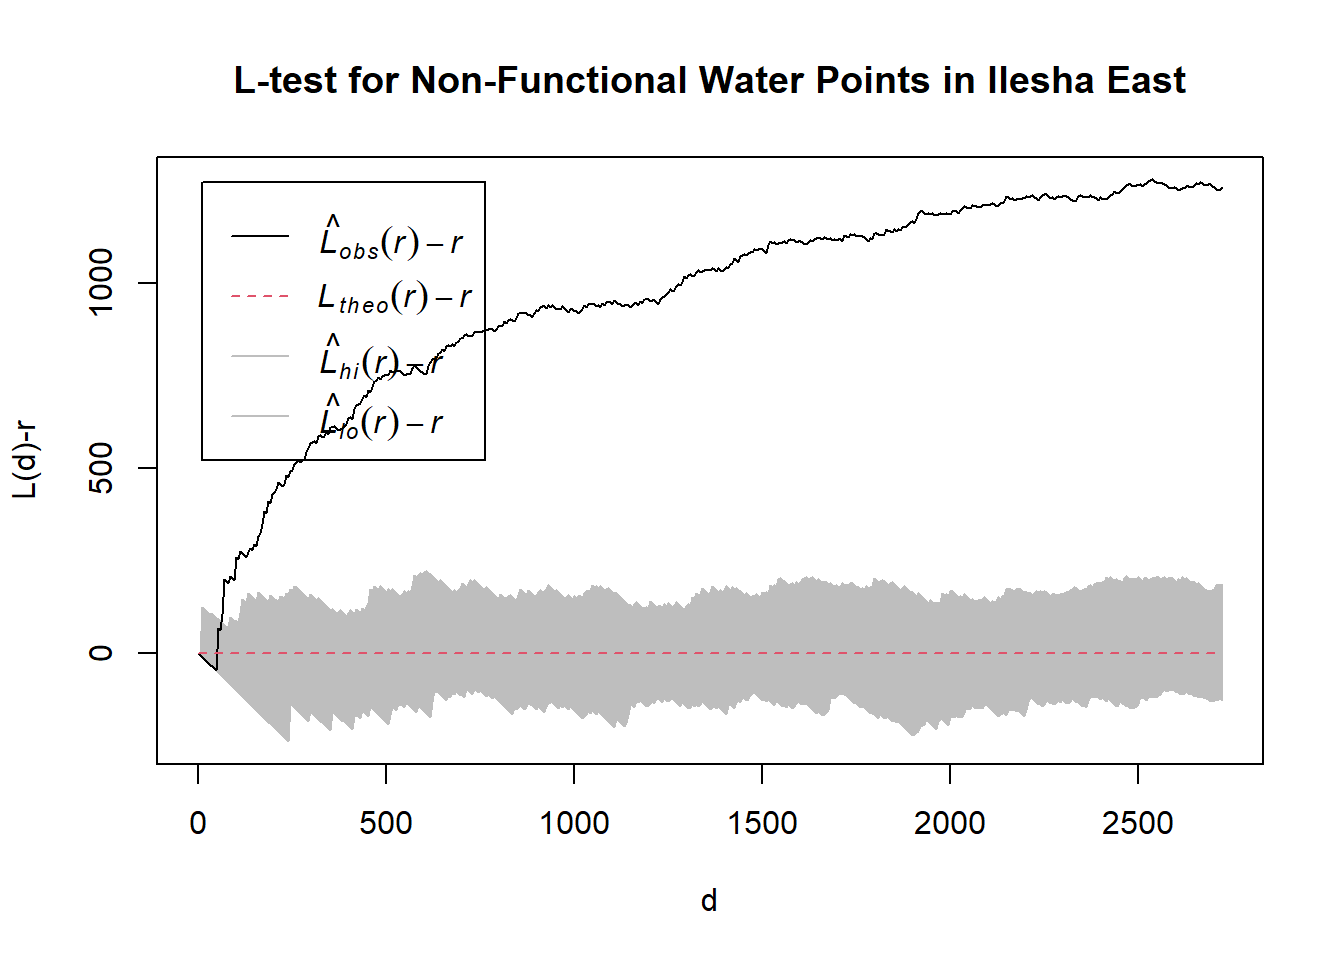 L-test for Non-Functional Water Points in Ilesha East
L̂obs(r) – r
Ltheo(r) – r
L̂hi(r) – r
L̂lo(r) – r
L(d)-r
1000
500
0
0 500 1000 1500 2000 2500
d